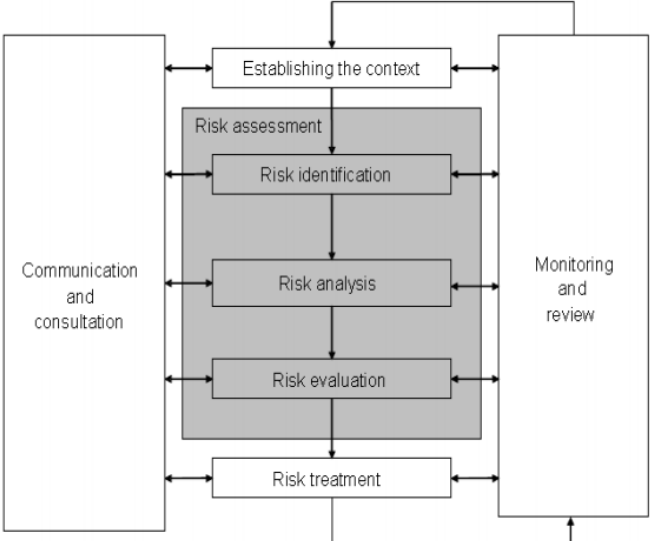 Establishing the context
Risk assessment
Risk identification
Communication
and
consultation
Risk analysis
Monitoring
and
review
Risk evaluation
Risk treatment